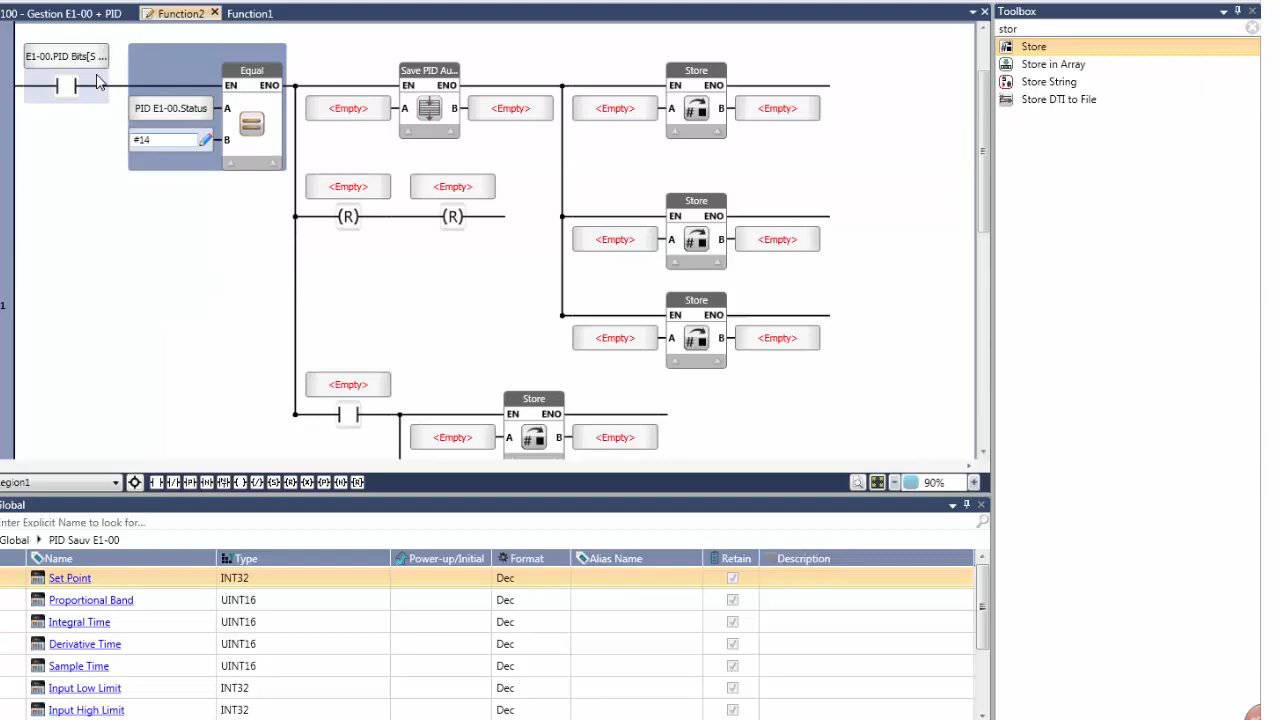 100 - Gestion E1-00 + PID
Function2
Function1
Toolbox
stor
Store
Store in Array
Store String
Store DTI to File
E1-00.PID Bits[S ...
Equal
EN ENO
PID E1-00.Status A
#14 B
Save PID Au...
EN ENO
<Empty> A B <Empty>
Store
EN ENO
<Empty> A # B <Empty>
<Empty> <Empty>
(R) (R)
Store
EN ENO
<Empty> A # B <Empty>
Store
EN ENO
<Empty> A # B <Empty>
1
<Empty>
Store
EN ENO
<Empty> A # B <Empty>
90%
Global
Enter Explicit Name to look for...
Global PID Sauv E1-00
Name Type Power-up/Initial Format Alias Name Retain Description
Set Point INT32 Dec
Proportional Band UINT16 Dec
Integral Time UINT16 Dec
Derivative Time UINT16 Dec
Sample Time UINT16 Dec
Input Low Limit INT32 Dec
Input High Limit INT32 Dec